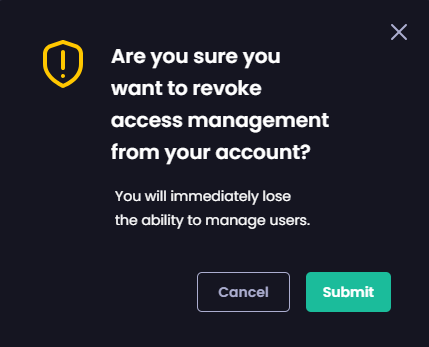 Are you sure you
want to revoke
access management
from your account?
You will immediately lose
the ability to manage users.
Cancel
Submit